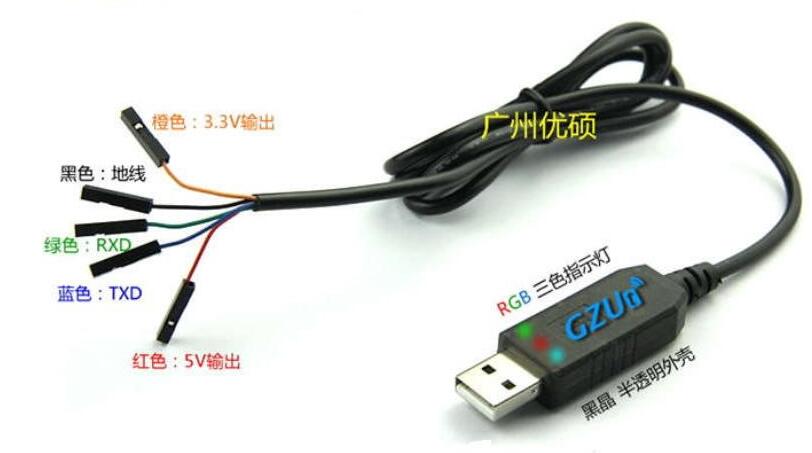 广州优硕
橙色：3.3V输出
黑色：地线
绿色：RXD
蓝色：TXD
红色：5V输出
RGB 三色指示灯
GZUn
黑晶 半透明外壳